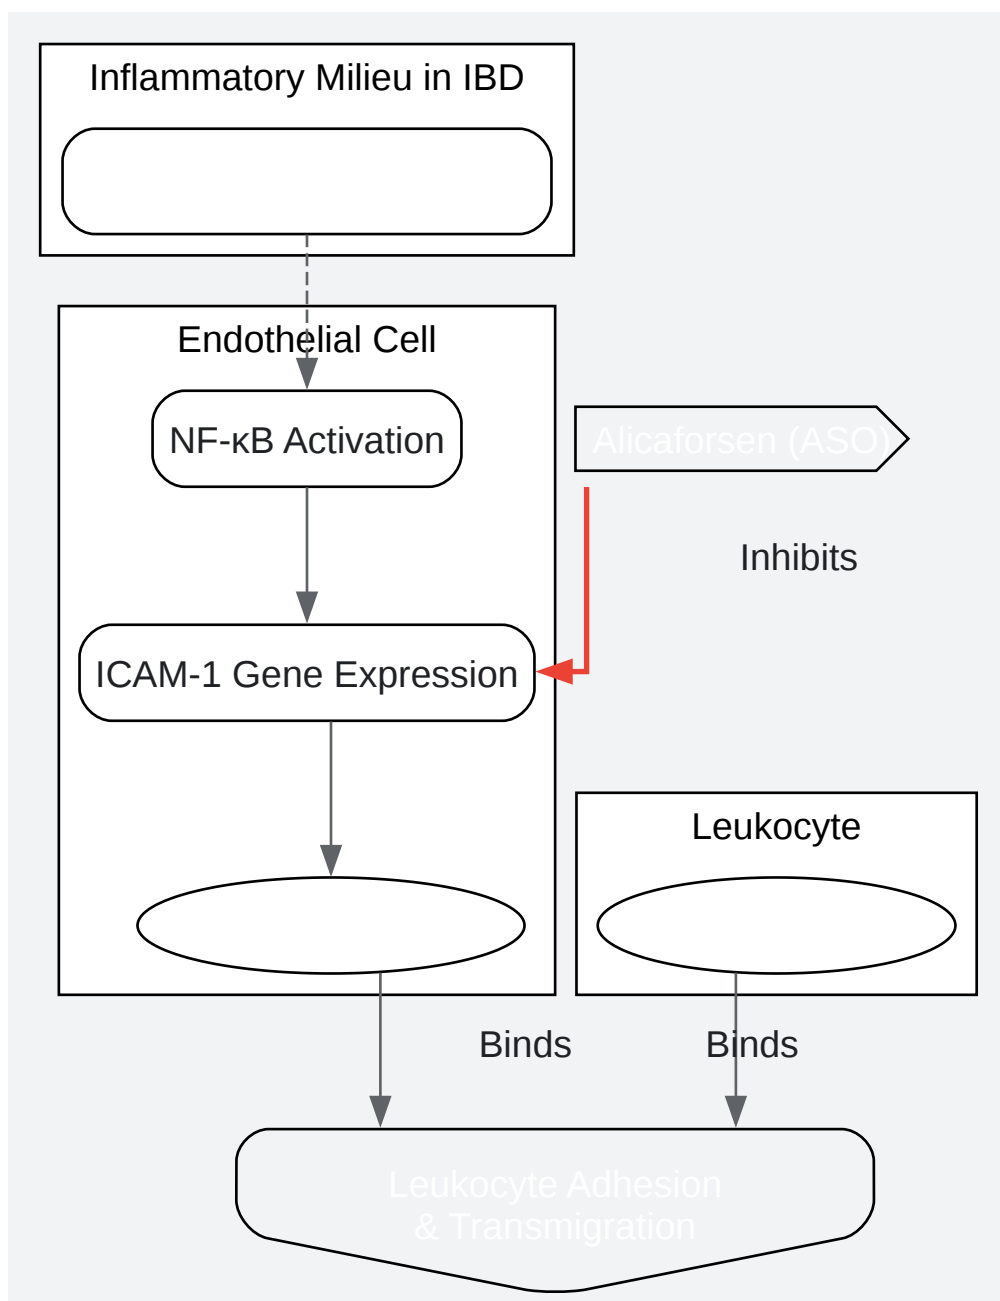 Inflammatory Milieu in IBD
Endothelial Cell
NF-κB Activation
Alicaforsen (ASO)
Inhibits
ICAM-1 Gene Expression
Leukocyte
Binds
Binds
Leukocyte Adhesion
& Transmigration